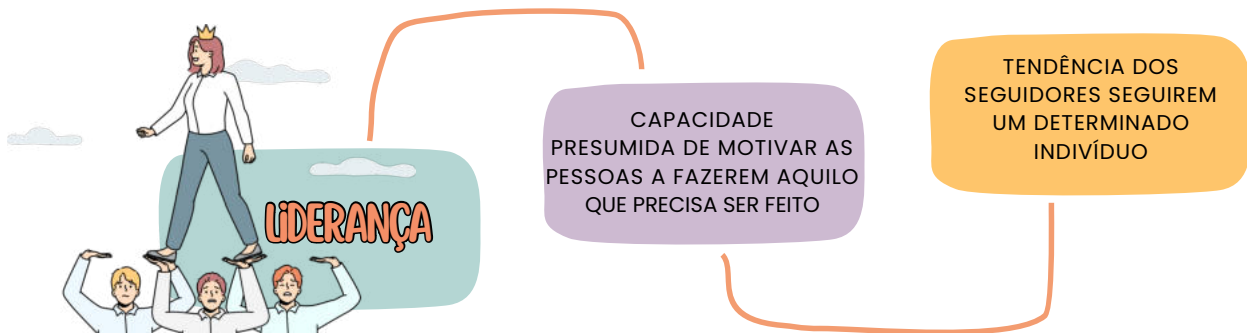 LIDERANÇA
CAPACIDADE
PRESUMIDA DE MOTIVAR AS
PESSOAS A FAZEREM AQUILO
QUE PRECISA SER FEITO
TENDÊNCIA DOS
SEGUIDORES SEGUIREM
UM DETERMINADO
INDIVÍDUO